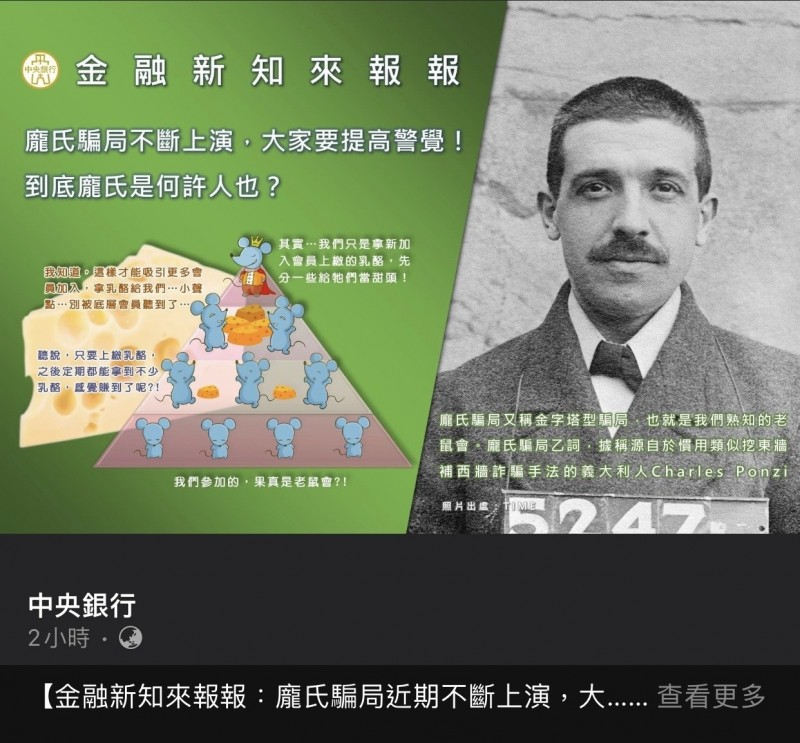 中央銀行
金融新知來報報
龐氏騙局不斷上演，大家要提高警覺！
到底龐氏是何許人也？
其實…我們只是拿新加
入會員上繳的乳酪，先
分一些給牠們當甜頭！
我知道，這樣才能吸引更多會
員加入，拿乳酪給我們…小聲
點…別被底層會員聽到了…
聽說，只要上繳乳酪，
之後定期都能拿到不少
乳酪，感覺賺到了呢?!
我們參加的，果真是老鼠會?!
龐氏騙局又稱金字塔型騙局，也就是我們熟知的老
鼠會。龐氏騙局乙詞，據稱源自於慣用類似挖東牆
補西牆詐騙手法的義大利人Charles Ponzi
照片出處：TIME
5247
中央銀行
2小時 ·
【金融新知來報報：龐氏騙局近期不斷上演，大…… 查看更多